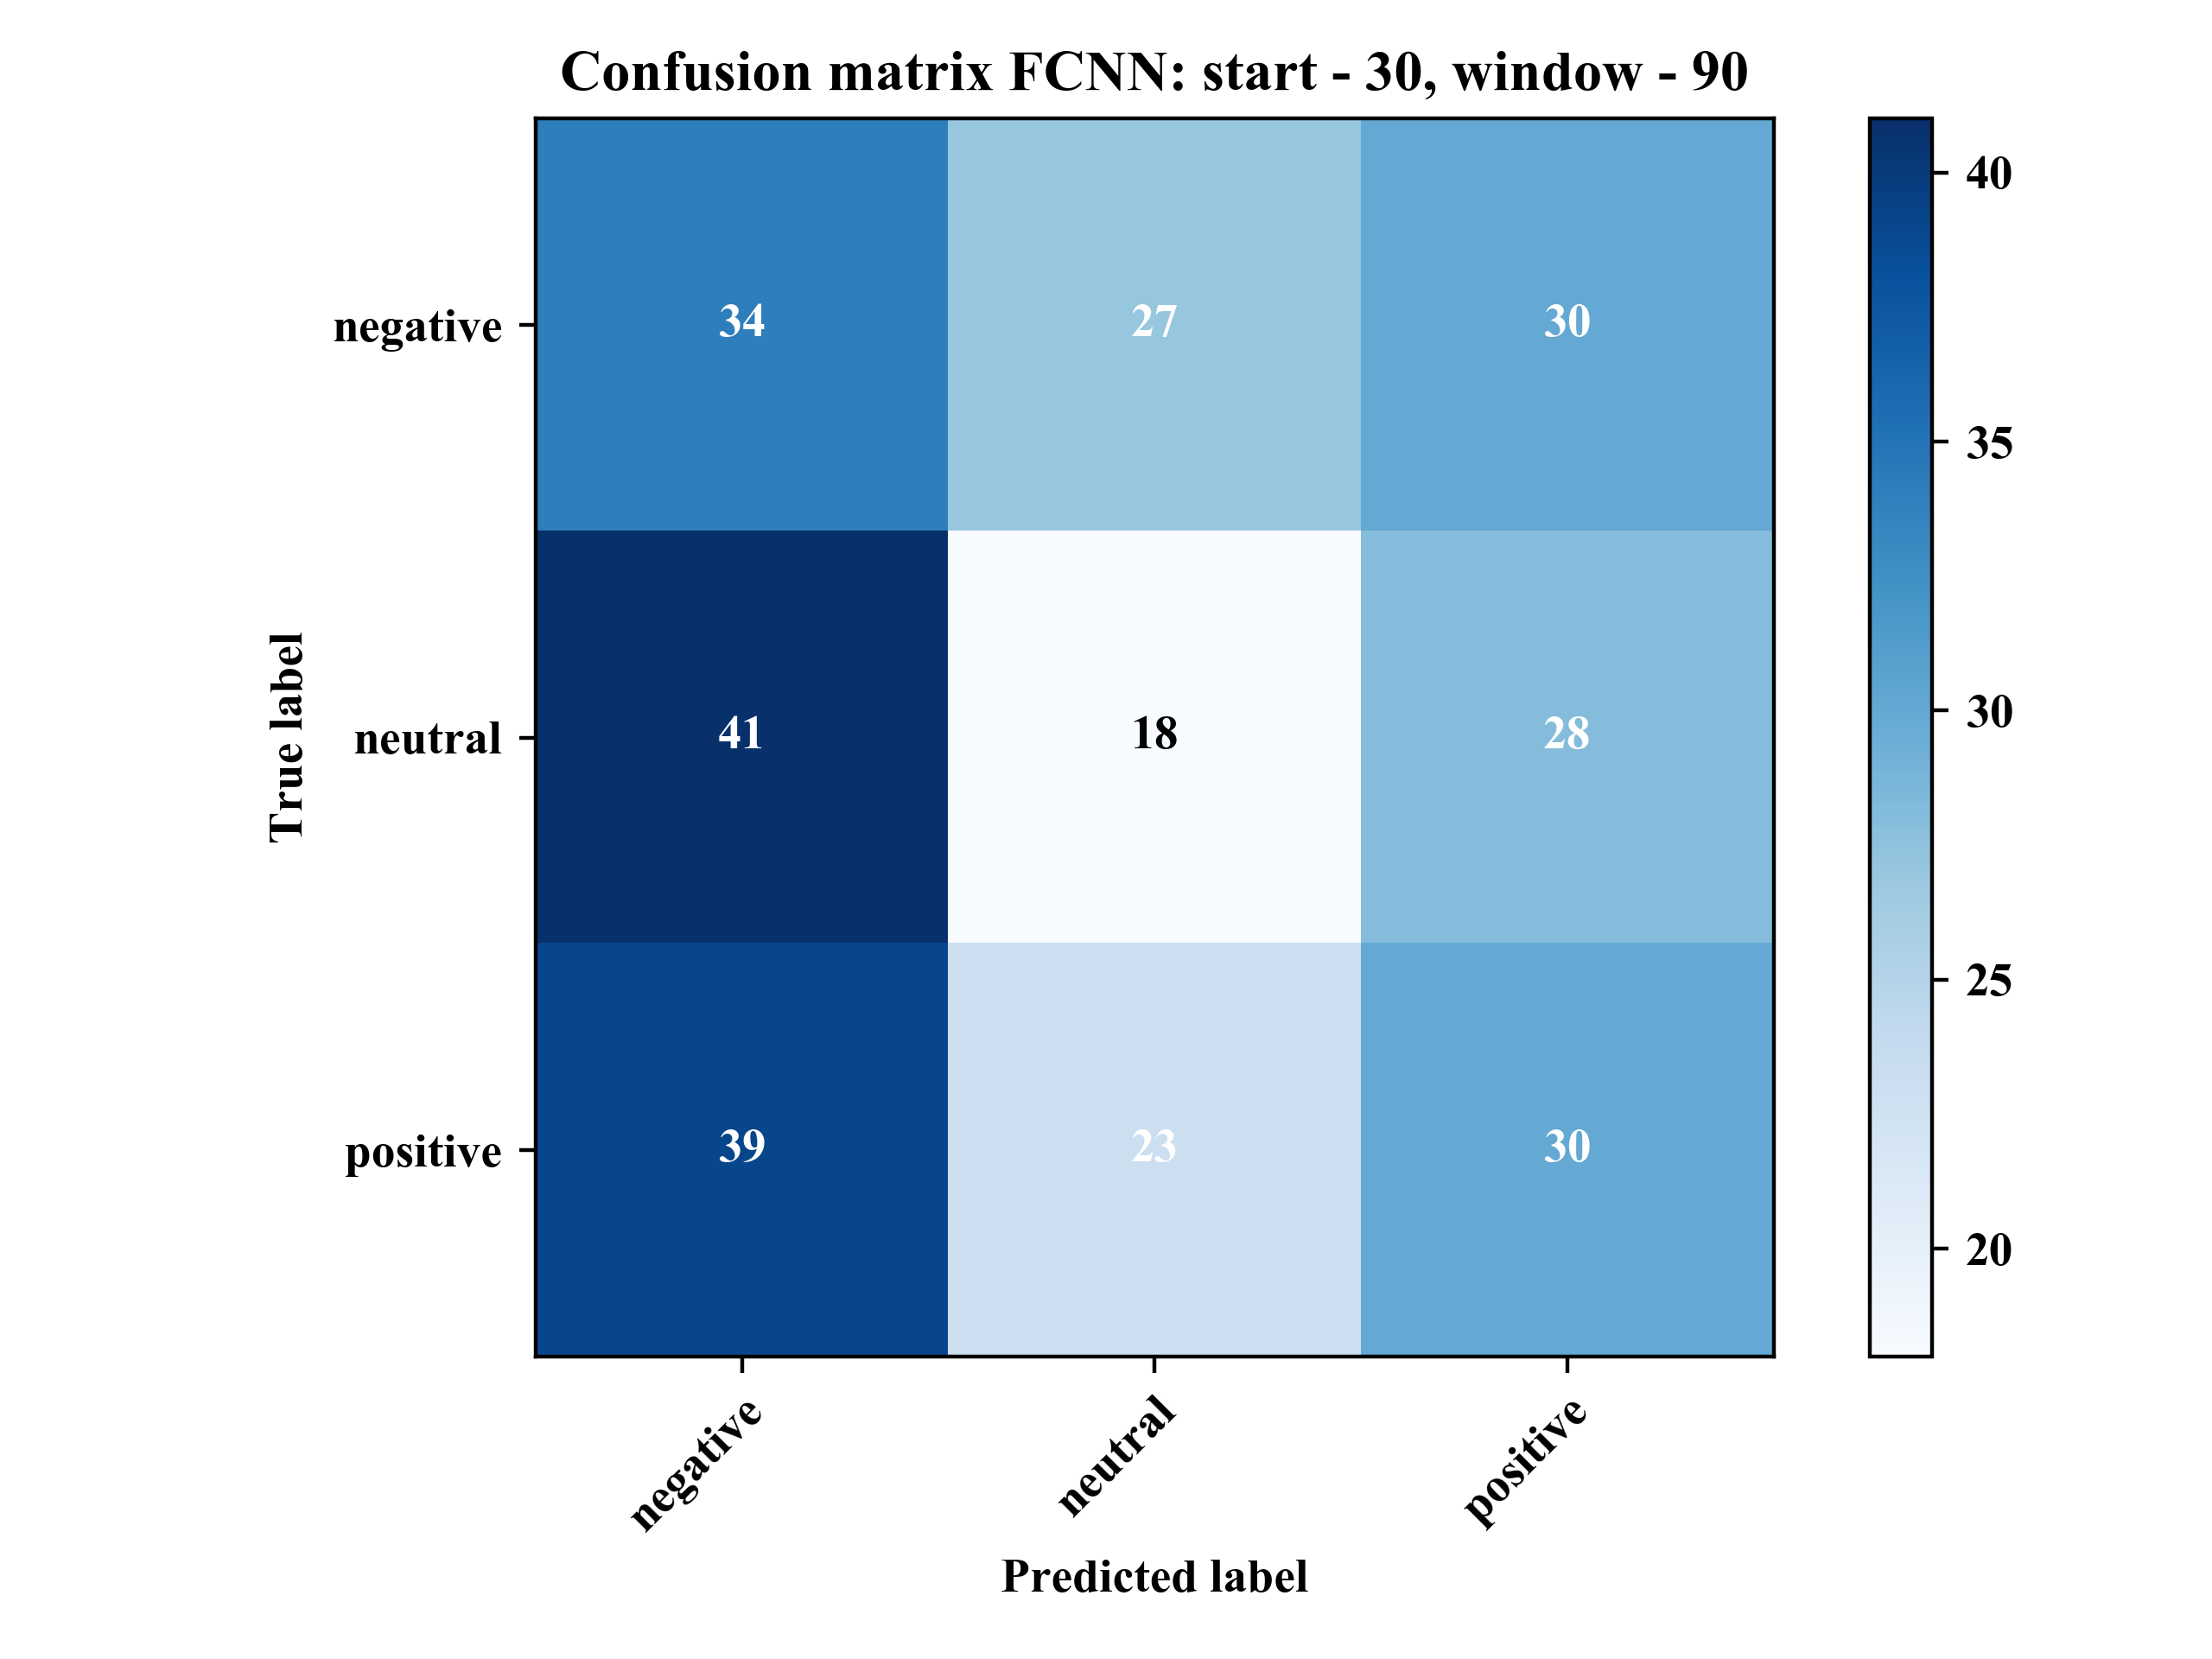 Confusion matrix FCNN: start - 30, window - 90
negative
34
27
30
neutral
41
18
28
positive
39
23
30
True label
negative
neutral
positive
Predicted label
40
35
30
25
20